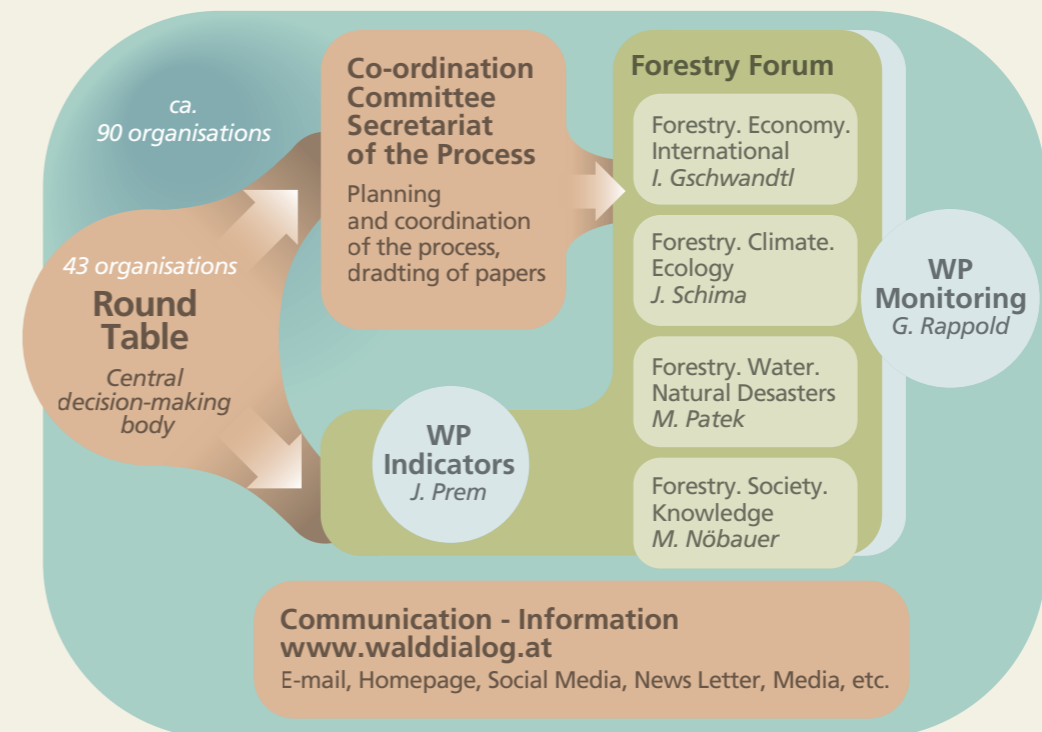 ca.
90 organisations
43 organisations
Round
Table
Central
decision-making
body
Co-ordination
Committee
Secretariat
of the Process
Planning
and coordination
of the process,
dradting of papers
Forestry Forum
Forestry. Economy.
International
I. Gschwandtl
Forestry. Climate.
Ecology
J. Schima
Forestry. Water.
Natural Desasters
M. Patek
Forestry. Society.
Knowledge
M. Nöbauer
WP
Indicators
J. Prem
WP
Monitoring
G. Rappold
Communication - Information
www.walddialog.at
E-mail, Homepage, Social Media, News Letter, Media, etc.